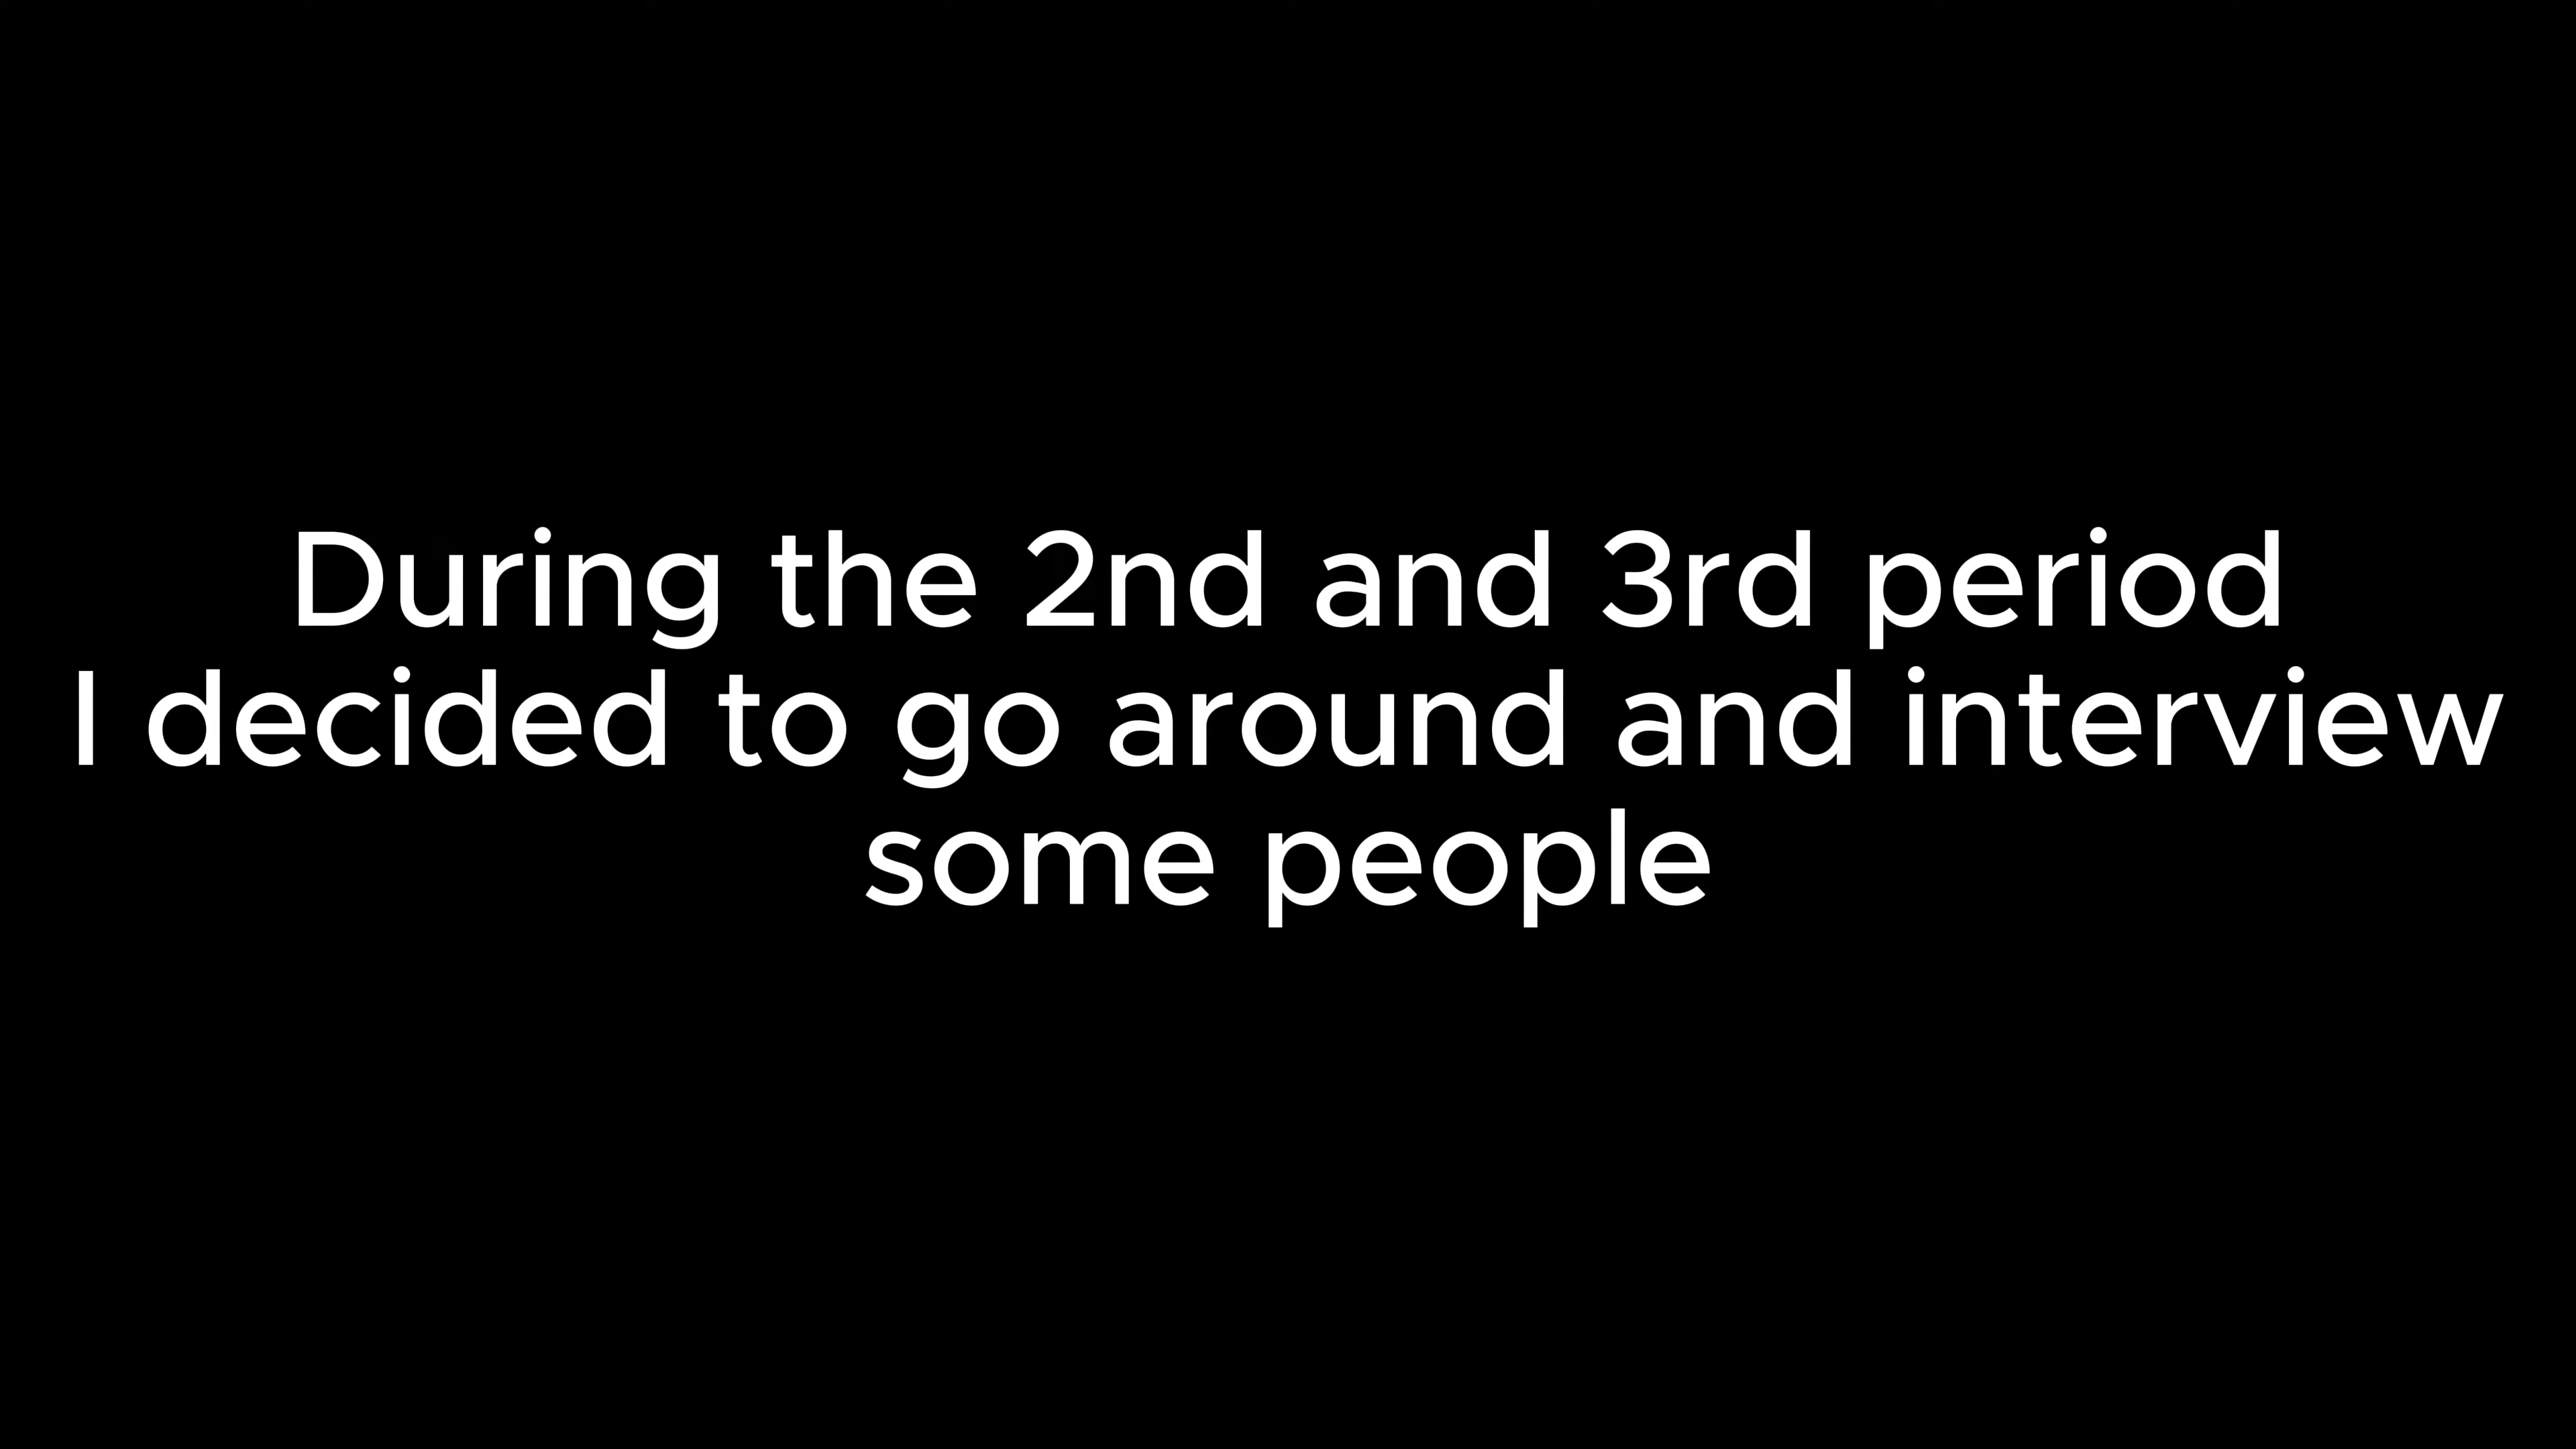 During the 2nd and 3rd period
I decided to go around and interview
some people